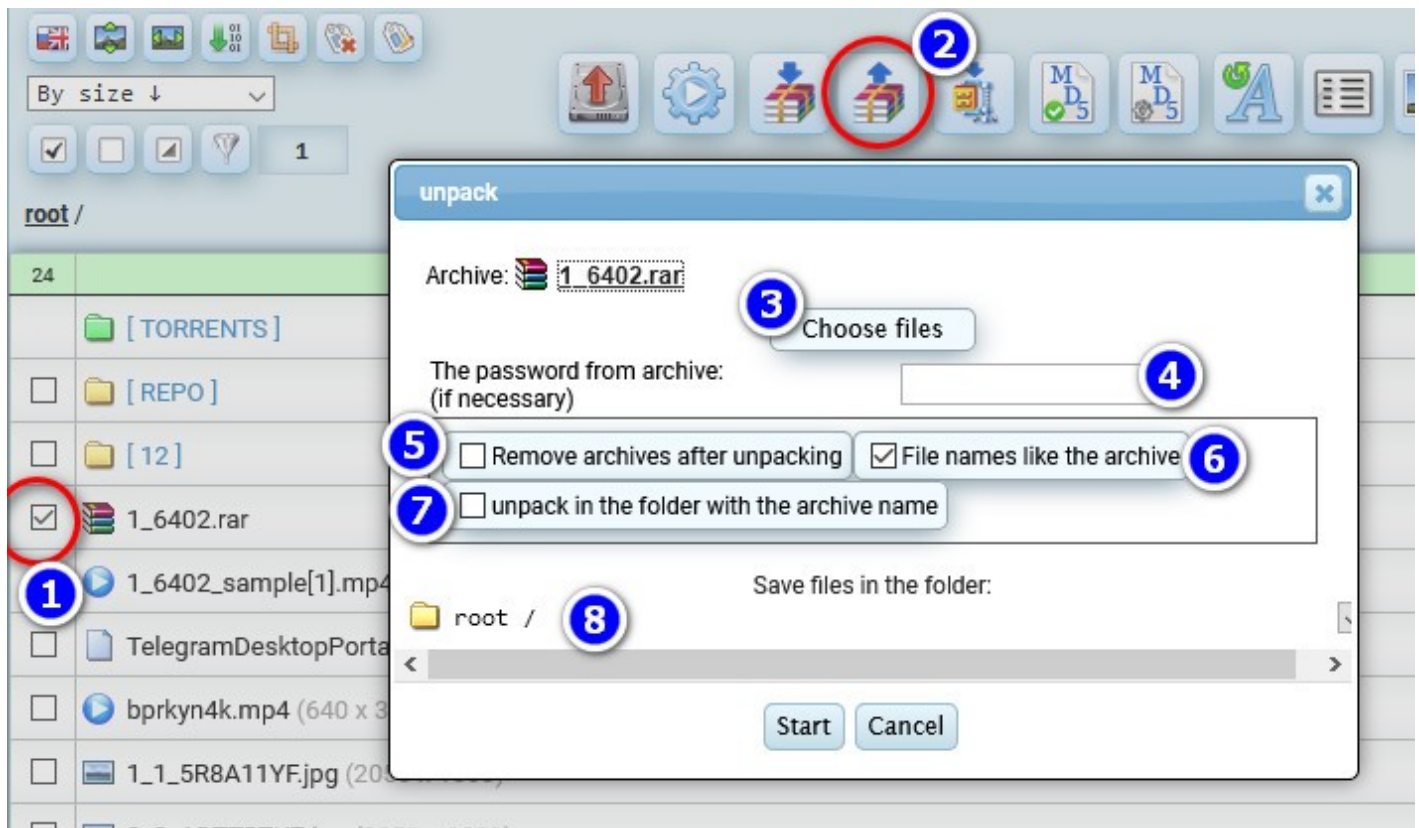 2
By size ↓
M D 5
M D 5
A
1
unpack
root /
Archive: 1_6402.rar
24
3
Choose files
[ TORRENTS ]
The password from archive:
(if necessary)
4
[ REPO ]
5
Remove archives after unpacking
File names like the archive
6
[ 12 ]
7
unpack in the folder with the archive name
1_6402.rar
1
1_6402_sample[1].mp4
Save files in the folder:
root /
8
TelegramDesktopPorta
bprkyn4k.mp4 (640 x 3
Start
Cancel
1_1_5R8A11YF.jpg